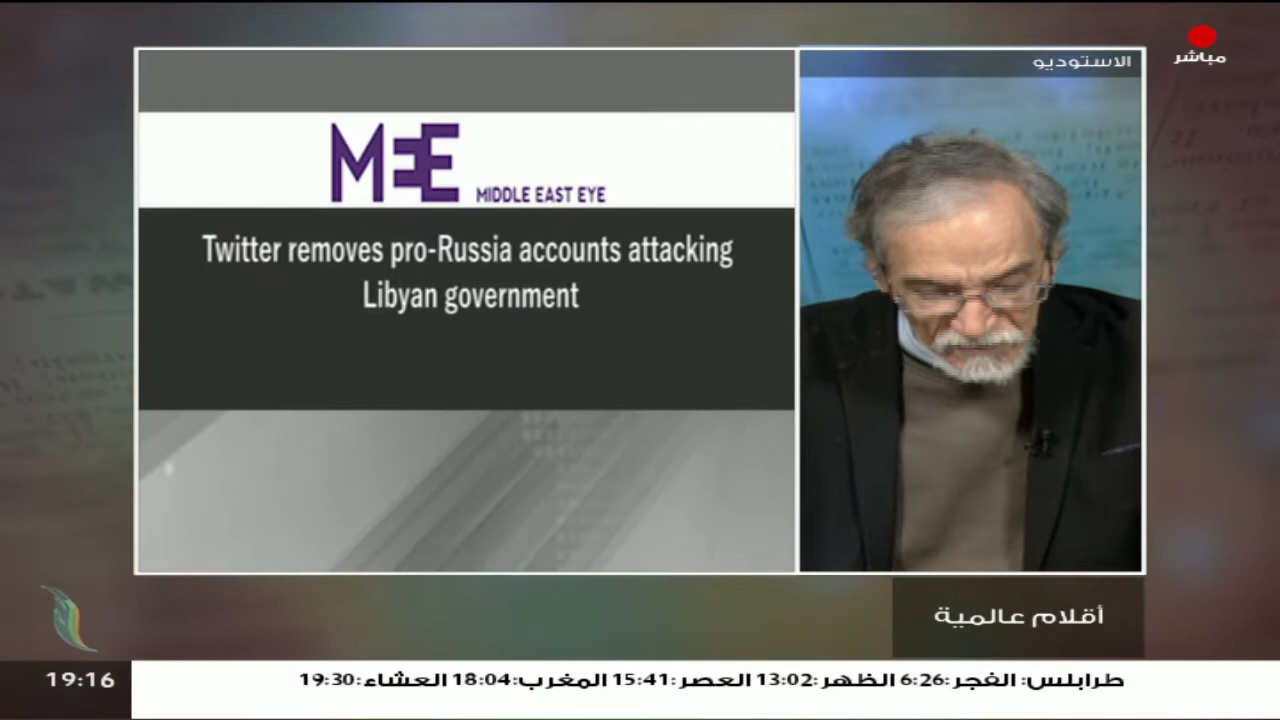 مباشر
الاستوديو
MEE
MIDDLE EAST EYE
Twitter removes pro-Russia accounts attacking
Libyan government
أقلام عالمية
19:16
طرابلس: الفجر:6:26 الظهر:13:02 العصر:15:41 المغرب:18:04 العشاء:19:30